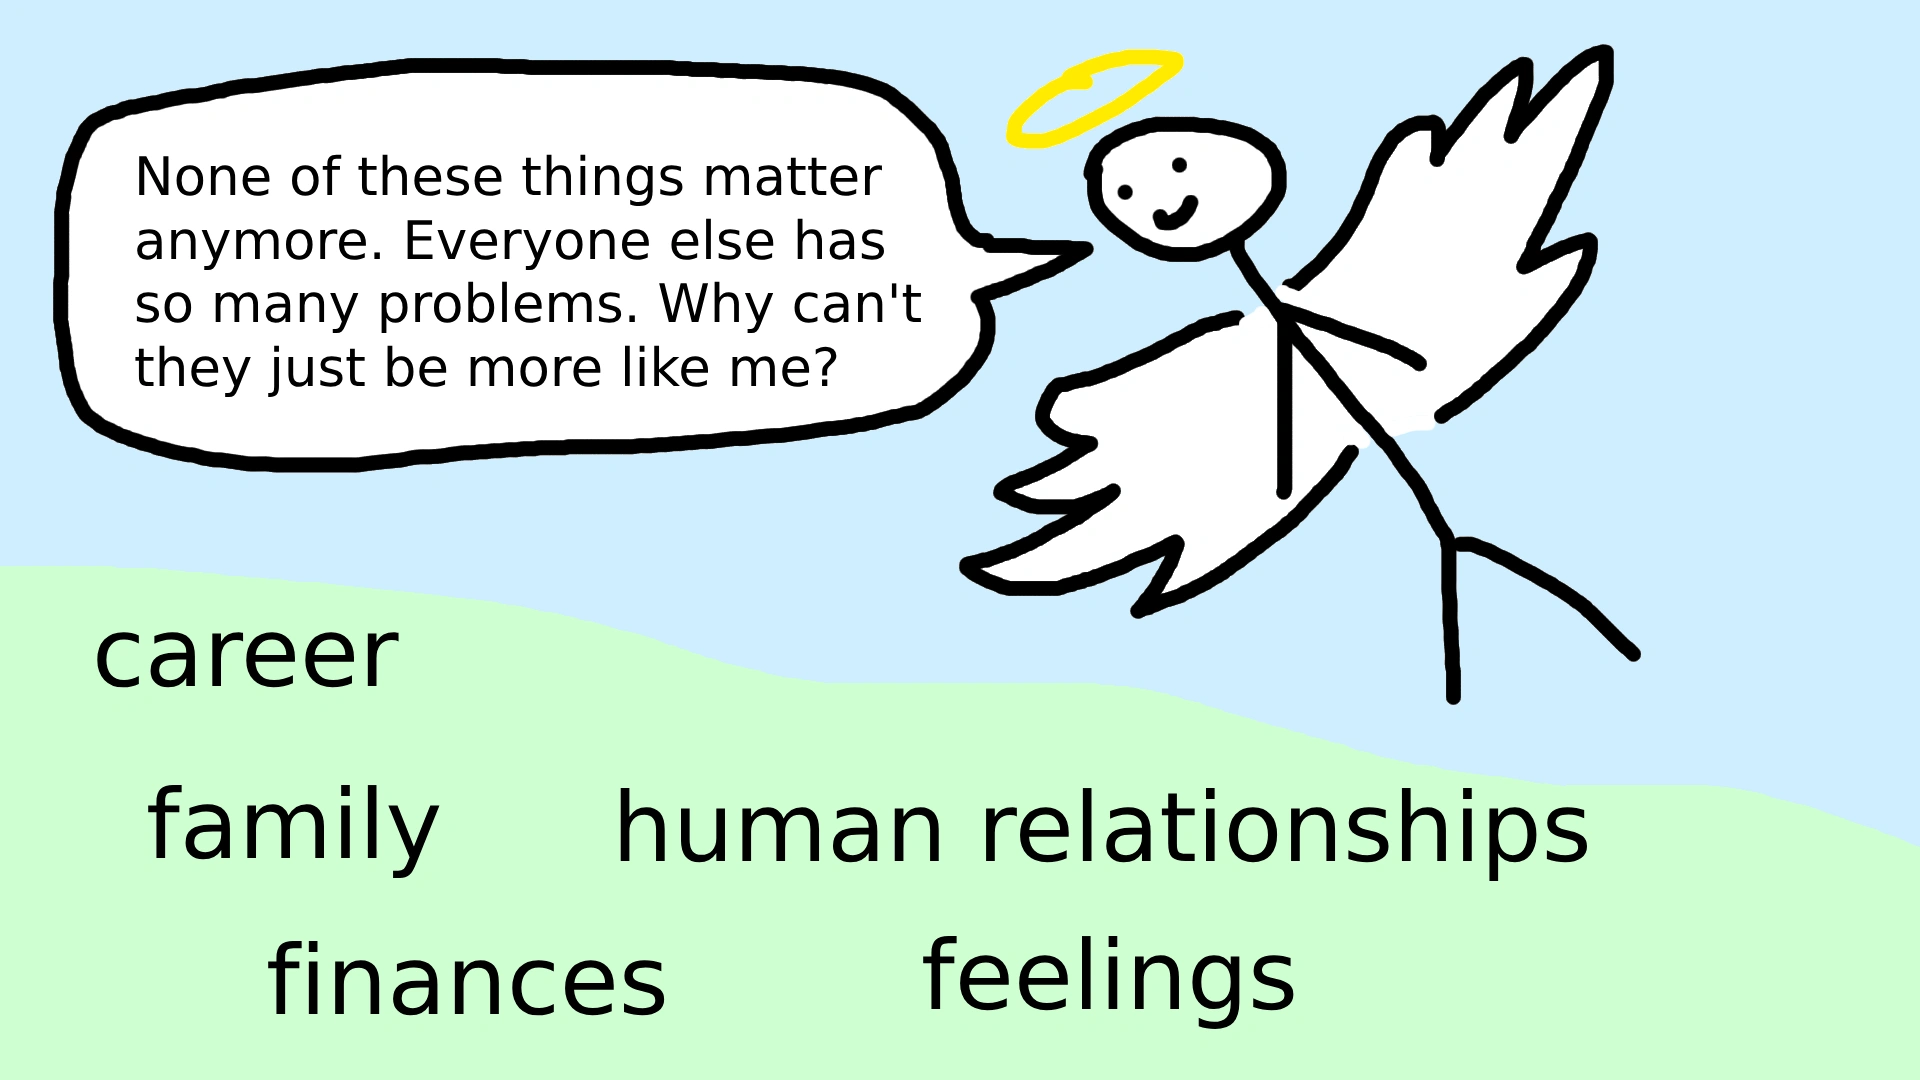 None of these things matter
anymore. Everyone else has
so many problems. Why can't
they just be more like me?
career
family
human relationships
finances
feelings